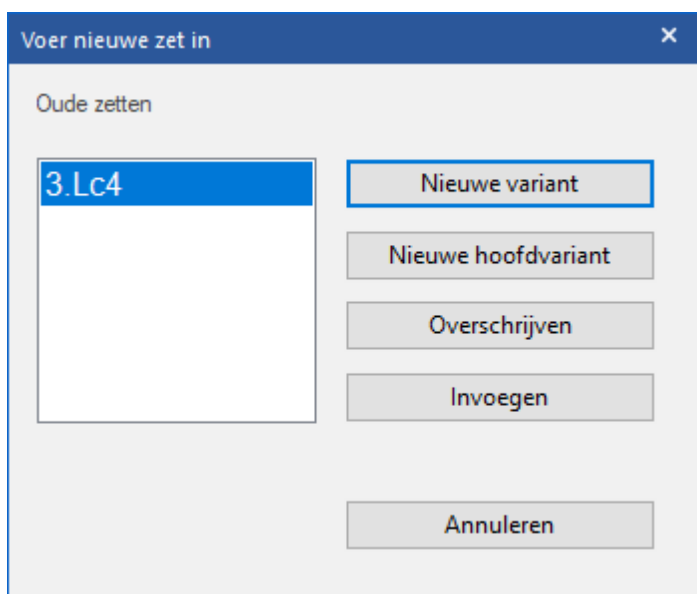 Voer nieuwe zet in
Oude zetten
3.Lc4
Nieuwe variant
Nieuwe hoofdvariant
Overschrijven
Invoegen
Annuleren